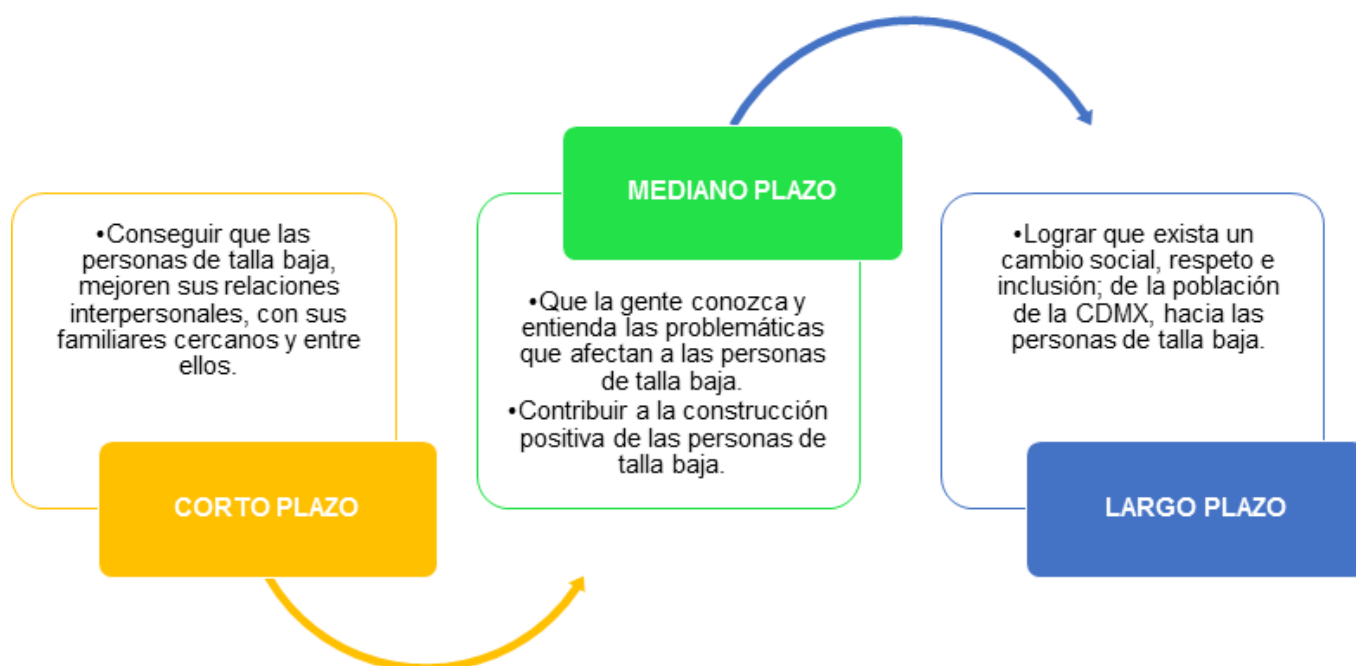 •Conseguir que las
personas de talla baja,
mejoren sus relaciones
interpersonales, con sus
familiares cercanos y entre
ellos.
CORTO PLAZO
MEDIANO PLAZO
•Que la gente conozca y
entienda las problemáticas
que afectan a las personas
de talla baja.
•Contribuir a la construcción
positiva de las personas de
talla baja.
•Lograr que exista un
cambio social, respeto e
inclusión; de la población
de la CDMX, hacia las
personas de talla baja.
LARGO PLAZO